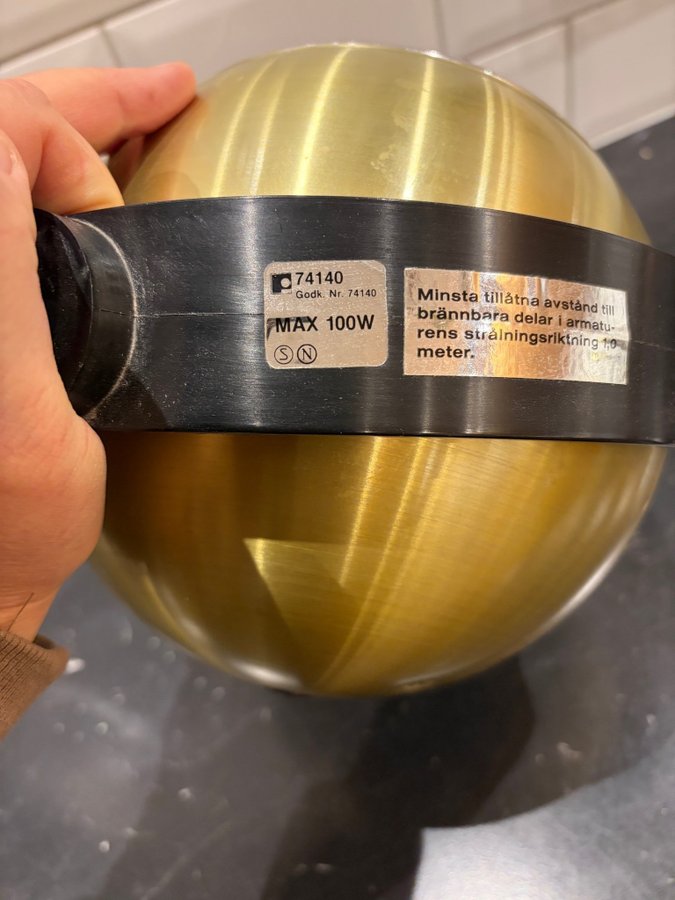 74140
Godk. Nr. 74140
MAX 100W
S N
Minsta tillåtna avstånd till
brännbara delar i armatu-
rens strålningsriktning 1,0
meter.